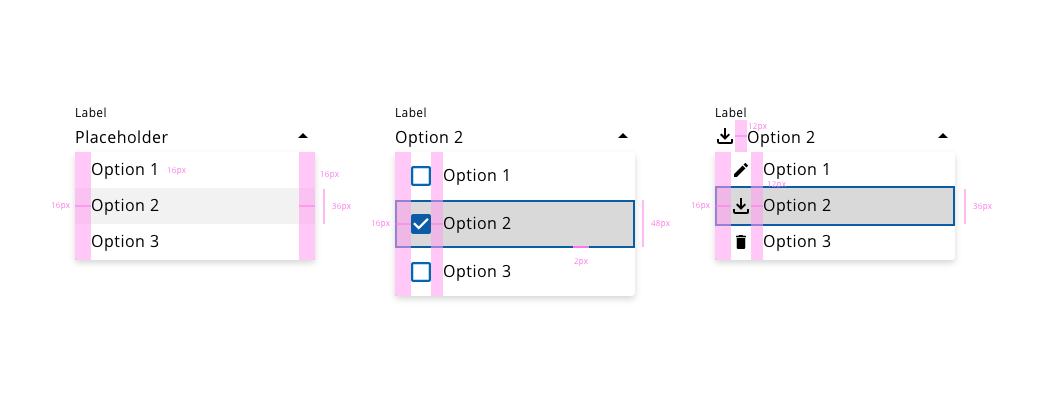 Label
Placeholder
Option 1 16px
16px
16px Option 2 36px
Option 3
Label
Option 2
Option 1
16px Option 2 48px
2px
Option 3
Label
12px
Option 2
Option 1
12px
16px Option 2 36px
Option 3